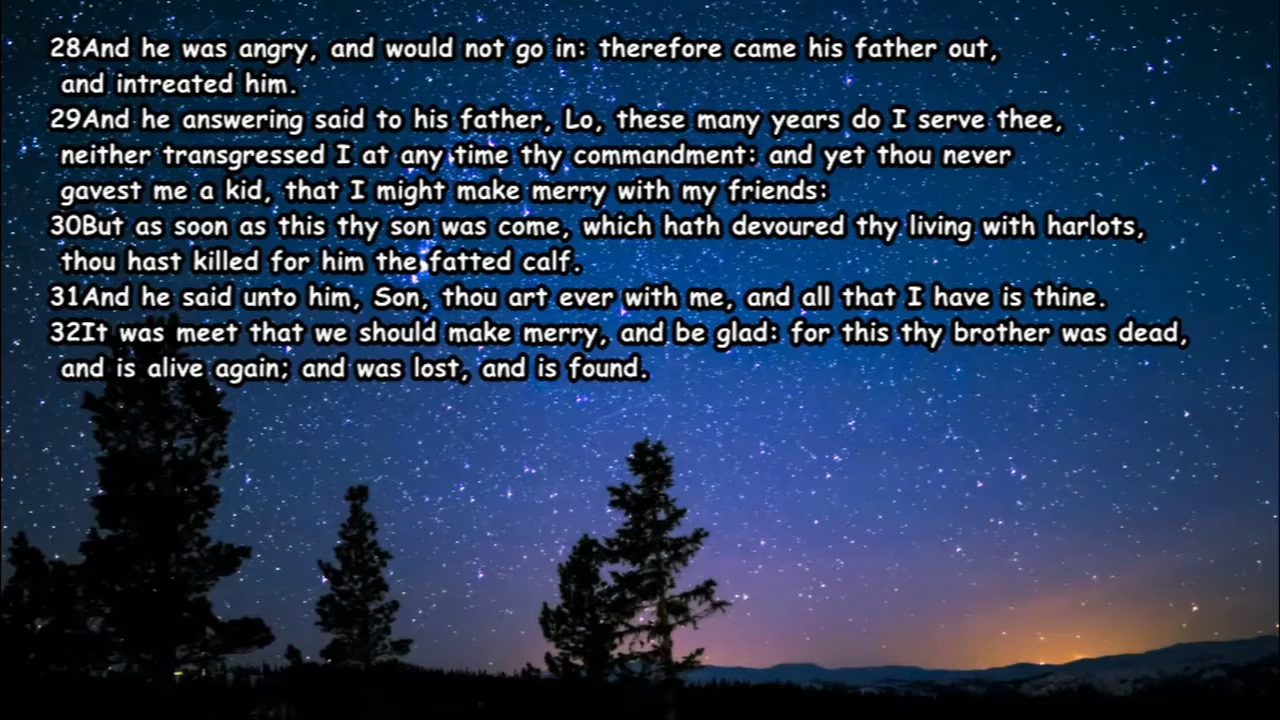 28And he was angry, and would not go in: therefore came his father out,
and intreated him.
29And he answering said to his father, Lo, these many years do I serve thee,
neither transgressed I at any time thy commandment: and yet thou never
gavest me a kid, that I might make merry with my friends:
30But as soon as this thy son was come, which hath devoured thy living with harlots,
thou hast killed for him the fatted calf.
31And he said unto him, Son, thou art ever with me, and all that I have is thine.
32It was meet that we should make merry, and be glad: for this thy brother was dead,
and is alive again; and was lost, and is found.